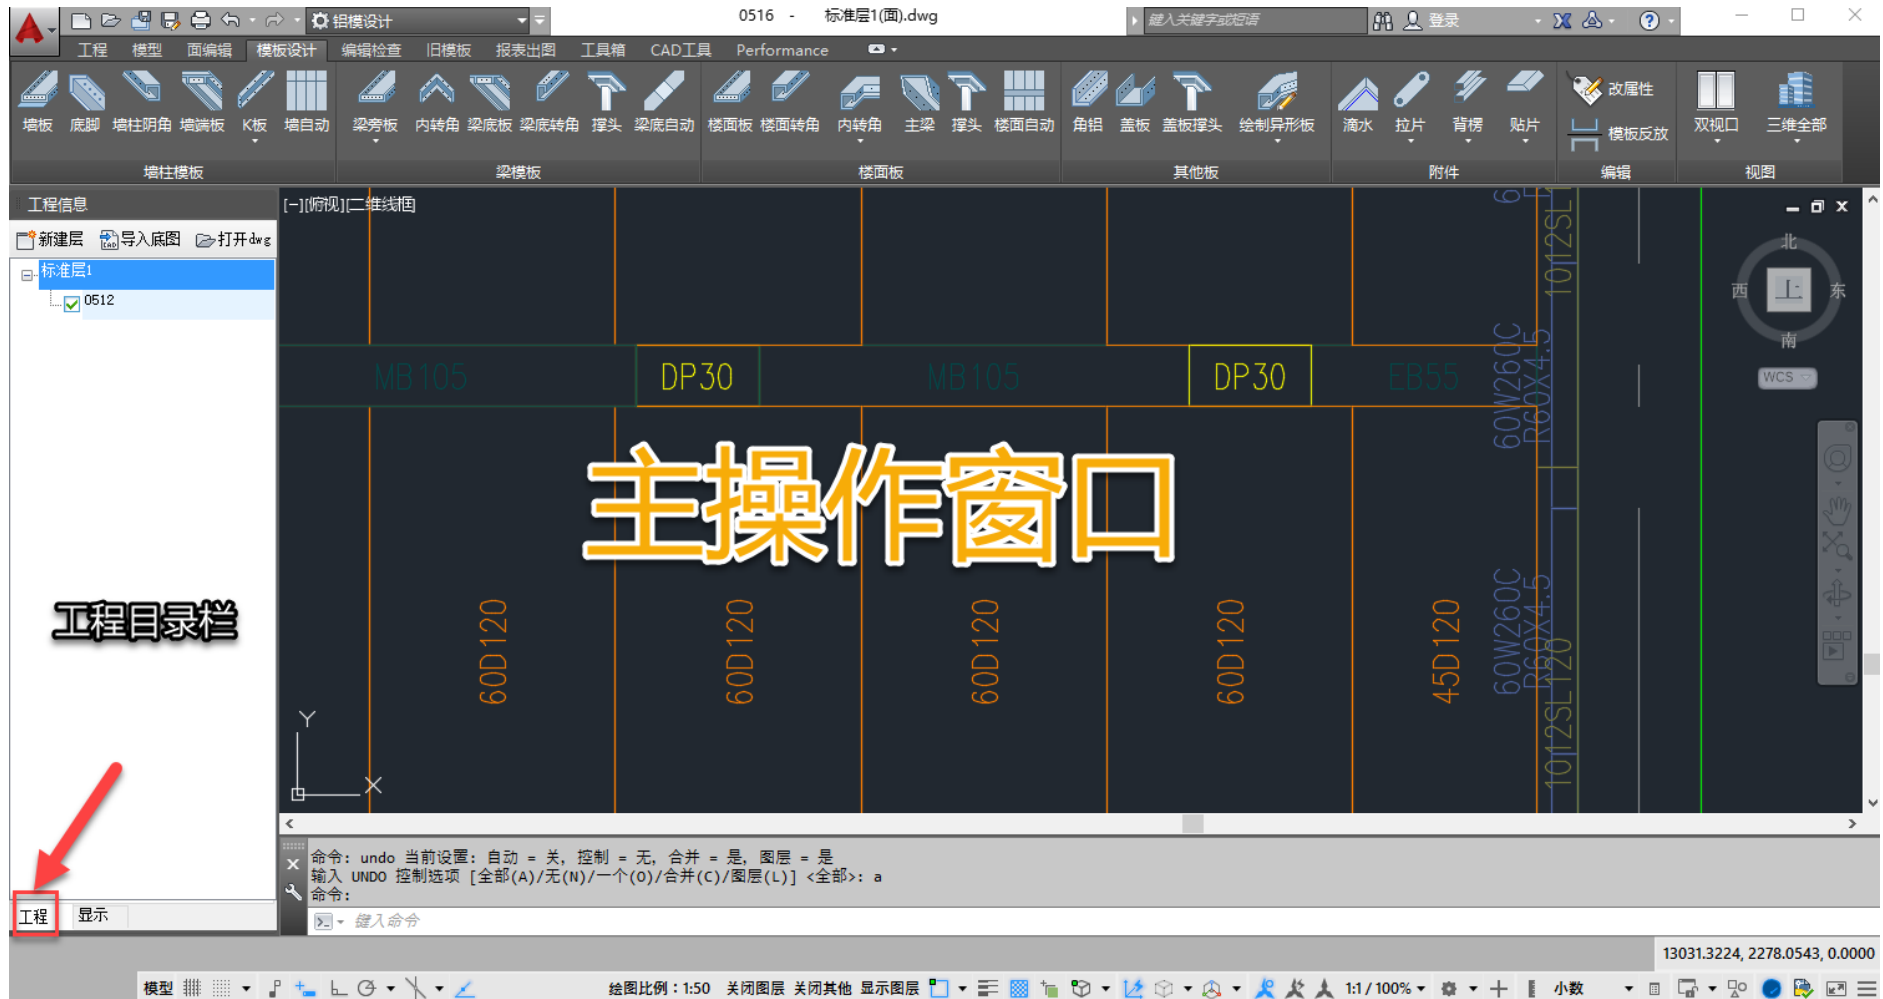 铝模设计
0516 - 标准层1(面).dwg
键入关键字或短语
登录
工程 模型 面编辑 模板设计 编辑检查 旧模板 报表出图 工具箱 CAD工具 Performance
墙板 底脚 墙柱阴角 墙端板 K板 墙自动 梁旁板 内转角 梁底板 梁底转角 撑头 梁底自动 楼面板 楼面转角 内转角 主梁 撑头 楼面自动 角铝 盖板 盖板撑头 绘制异形板 滴水 拉片 背楞 贴片 改属性 模板反放 双视口 三维全部
墙柱模板 梁模板 楼面板 其他板 附件 编辑 视图
工程信息
新建层 导入底图 打开dwg
标准层1
0512
[-][俯视][二维线框]
北
西 上 东
南
WCS
MB105 DP30 MB105 DP30 EB55
60W260C
R60X4.5
1012SL1
主操作窗口
工程目录栏
60D120 60D120 60D120 60D120 45D120
60W260C
R60X4.5
1012SL120
Y
X
命令: undo 当前设置: 自动 = 关, 控制 = 无, 合并 = 是, 图层 = 是
输入 UNDO 控制选项 [全部(A)/无(N)/一个(O)/合并(C)/图层(L)] <全部>: a
命令:
键入命令
工程 显示
13031.3224, 2278.0543, 0.0000
模型 绘图比例：1:50 关闭图层 关闭其他 显示图层 1:1 / 100% 小数